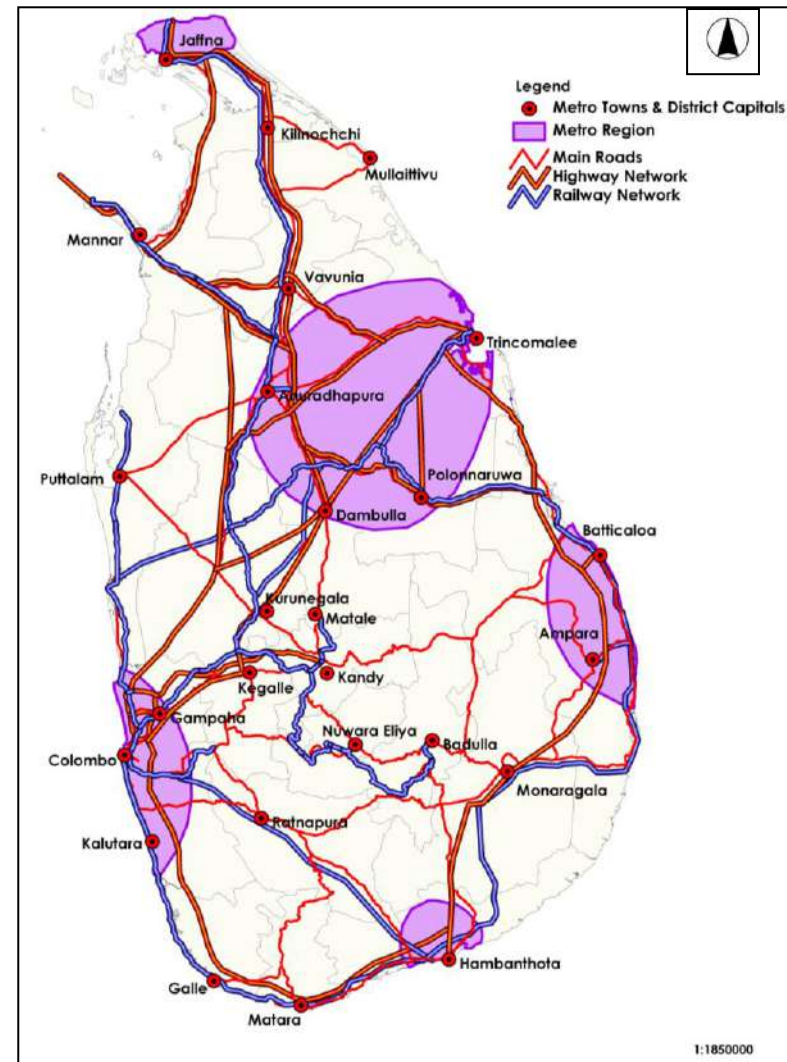 Jaffna
Legend
Metro Towns & District Capitals
Metro Region
Main Roads
Highway Network
Railway Network
Killnochchi
Mullaittivu
Mannar
Vavunia
Trincomalee
Anuradhapura
Puttalam
Polonnaruwa
Dambulla
Batticaloa
Kurunegala
Matale
Ampara
Kegalle
Kandy
Gampaha
Nuwara Eliya
Badulla
Colombo
Monaragala
Ratnapura
Kalutara
Hambanthota
Galle
Matara
1:1850000